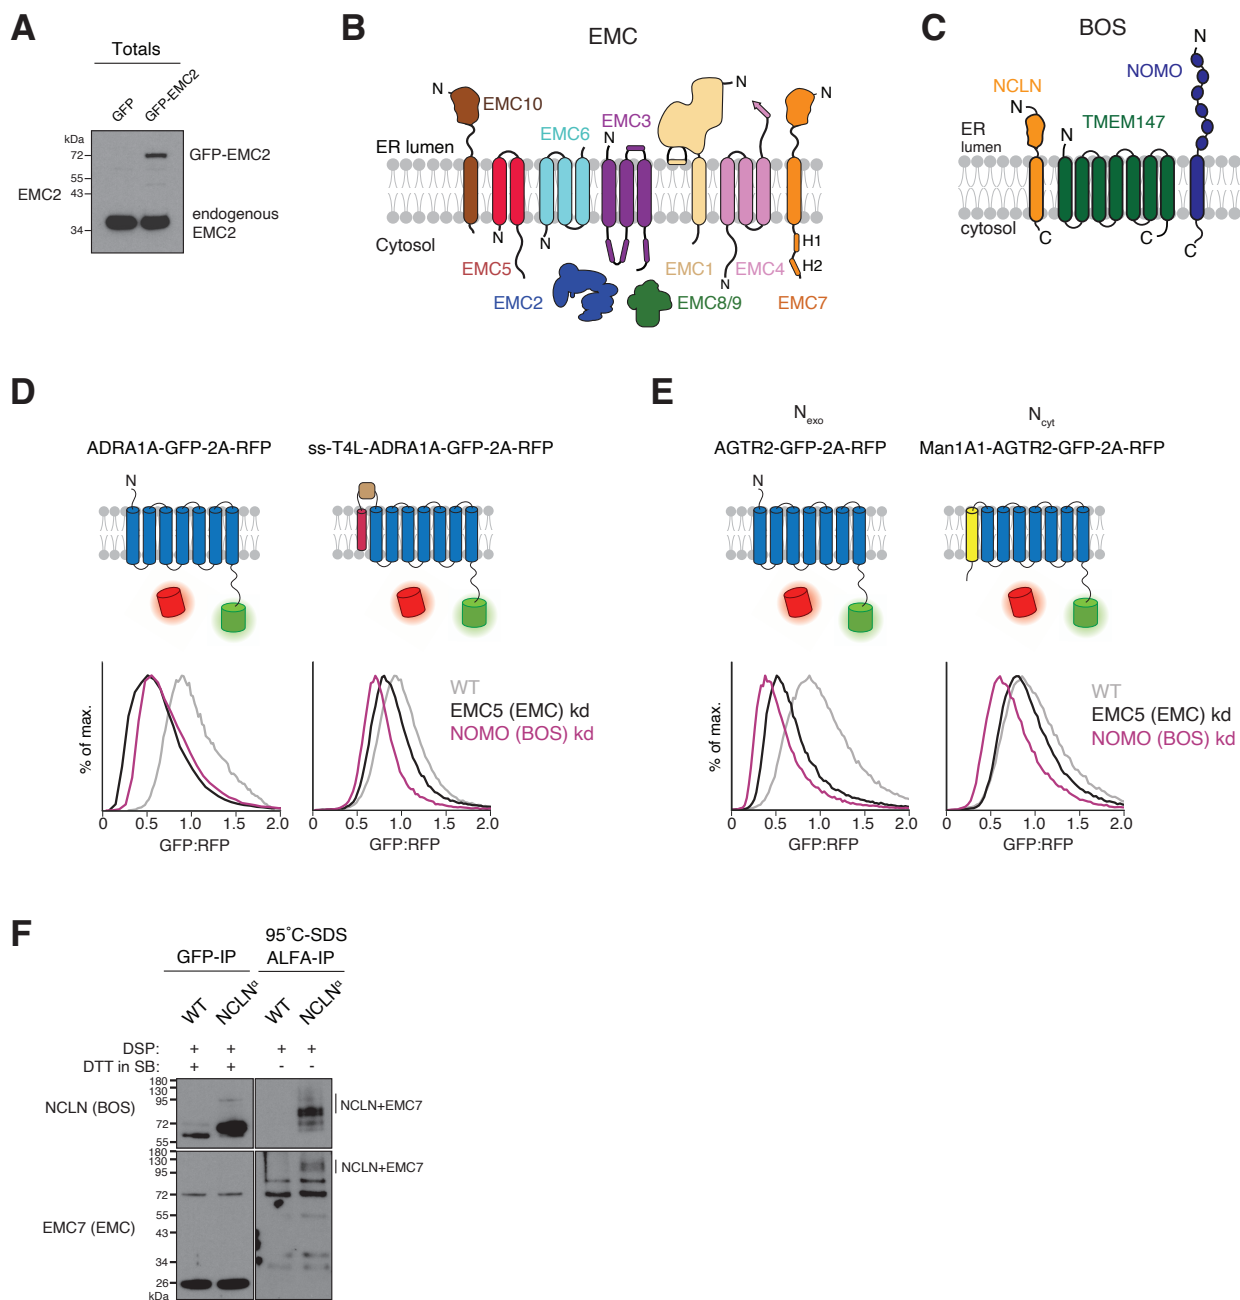 A
Totals
GFP
GFP-EMC2
kDa
72
55
43
34
EMC2
GFP-EMC2
endogenous
EMC2
B
EMC
N
EMC10
EMC6
N
EMC3
N
N
ER lumen
Cytosol
N
N
EMC5
EMC2
EMC1
EMC8/9
EMC4
N
H1
H2
EMC7
C
BOS
N
NOMO
NCLN
N
TMEM147
N
ER
lumen
cytosol
C
C
C
D
ADRA1A-GFP-2A-RFP
N
ss-T4L-ADRA1A-GFP-2A-RFP
% of max.
0
0.5
1.0
1.5
2.0
GFP:RFP
0
0.5
1.0
1.5
2.0
GFP:RFP
WT
EMC5 (EMC) kd
NOMO (BOS) kd
E
Nexo
AGTR2-GFP-2A-RFP
N
Ncyt
Man1A1-AGTR2-GFP-2A-RFP
% of max.
0
0.5
1.0
1.5
2.0
GFP:RFP
0
0.5
1.0
1.5
2.0
GFP:RFP
WT
EMC5 (EMC) kd
NOMO (BOS) kd
F
GFP-IP
95˚C-SDS
ALFA-IP
WT
NCLNα
WT
NCLNα
DSP: + + + +
DTT in SB: + + - -
NCLN (BOS)
180
130
95
72
55
NCLN+EMC7
EMC7 (EMC)
180
130
95
72
55
43
34
26
kDa
NCLN+EMC7